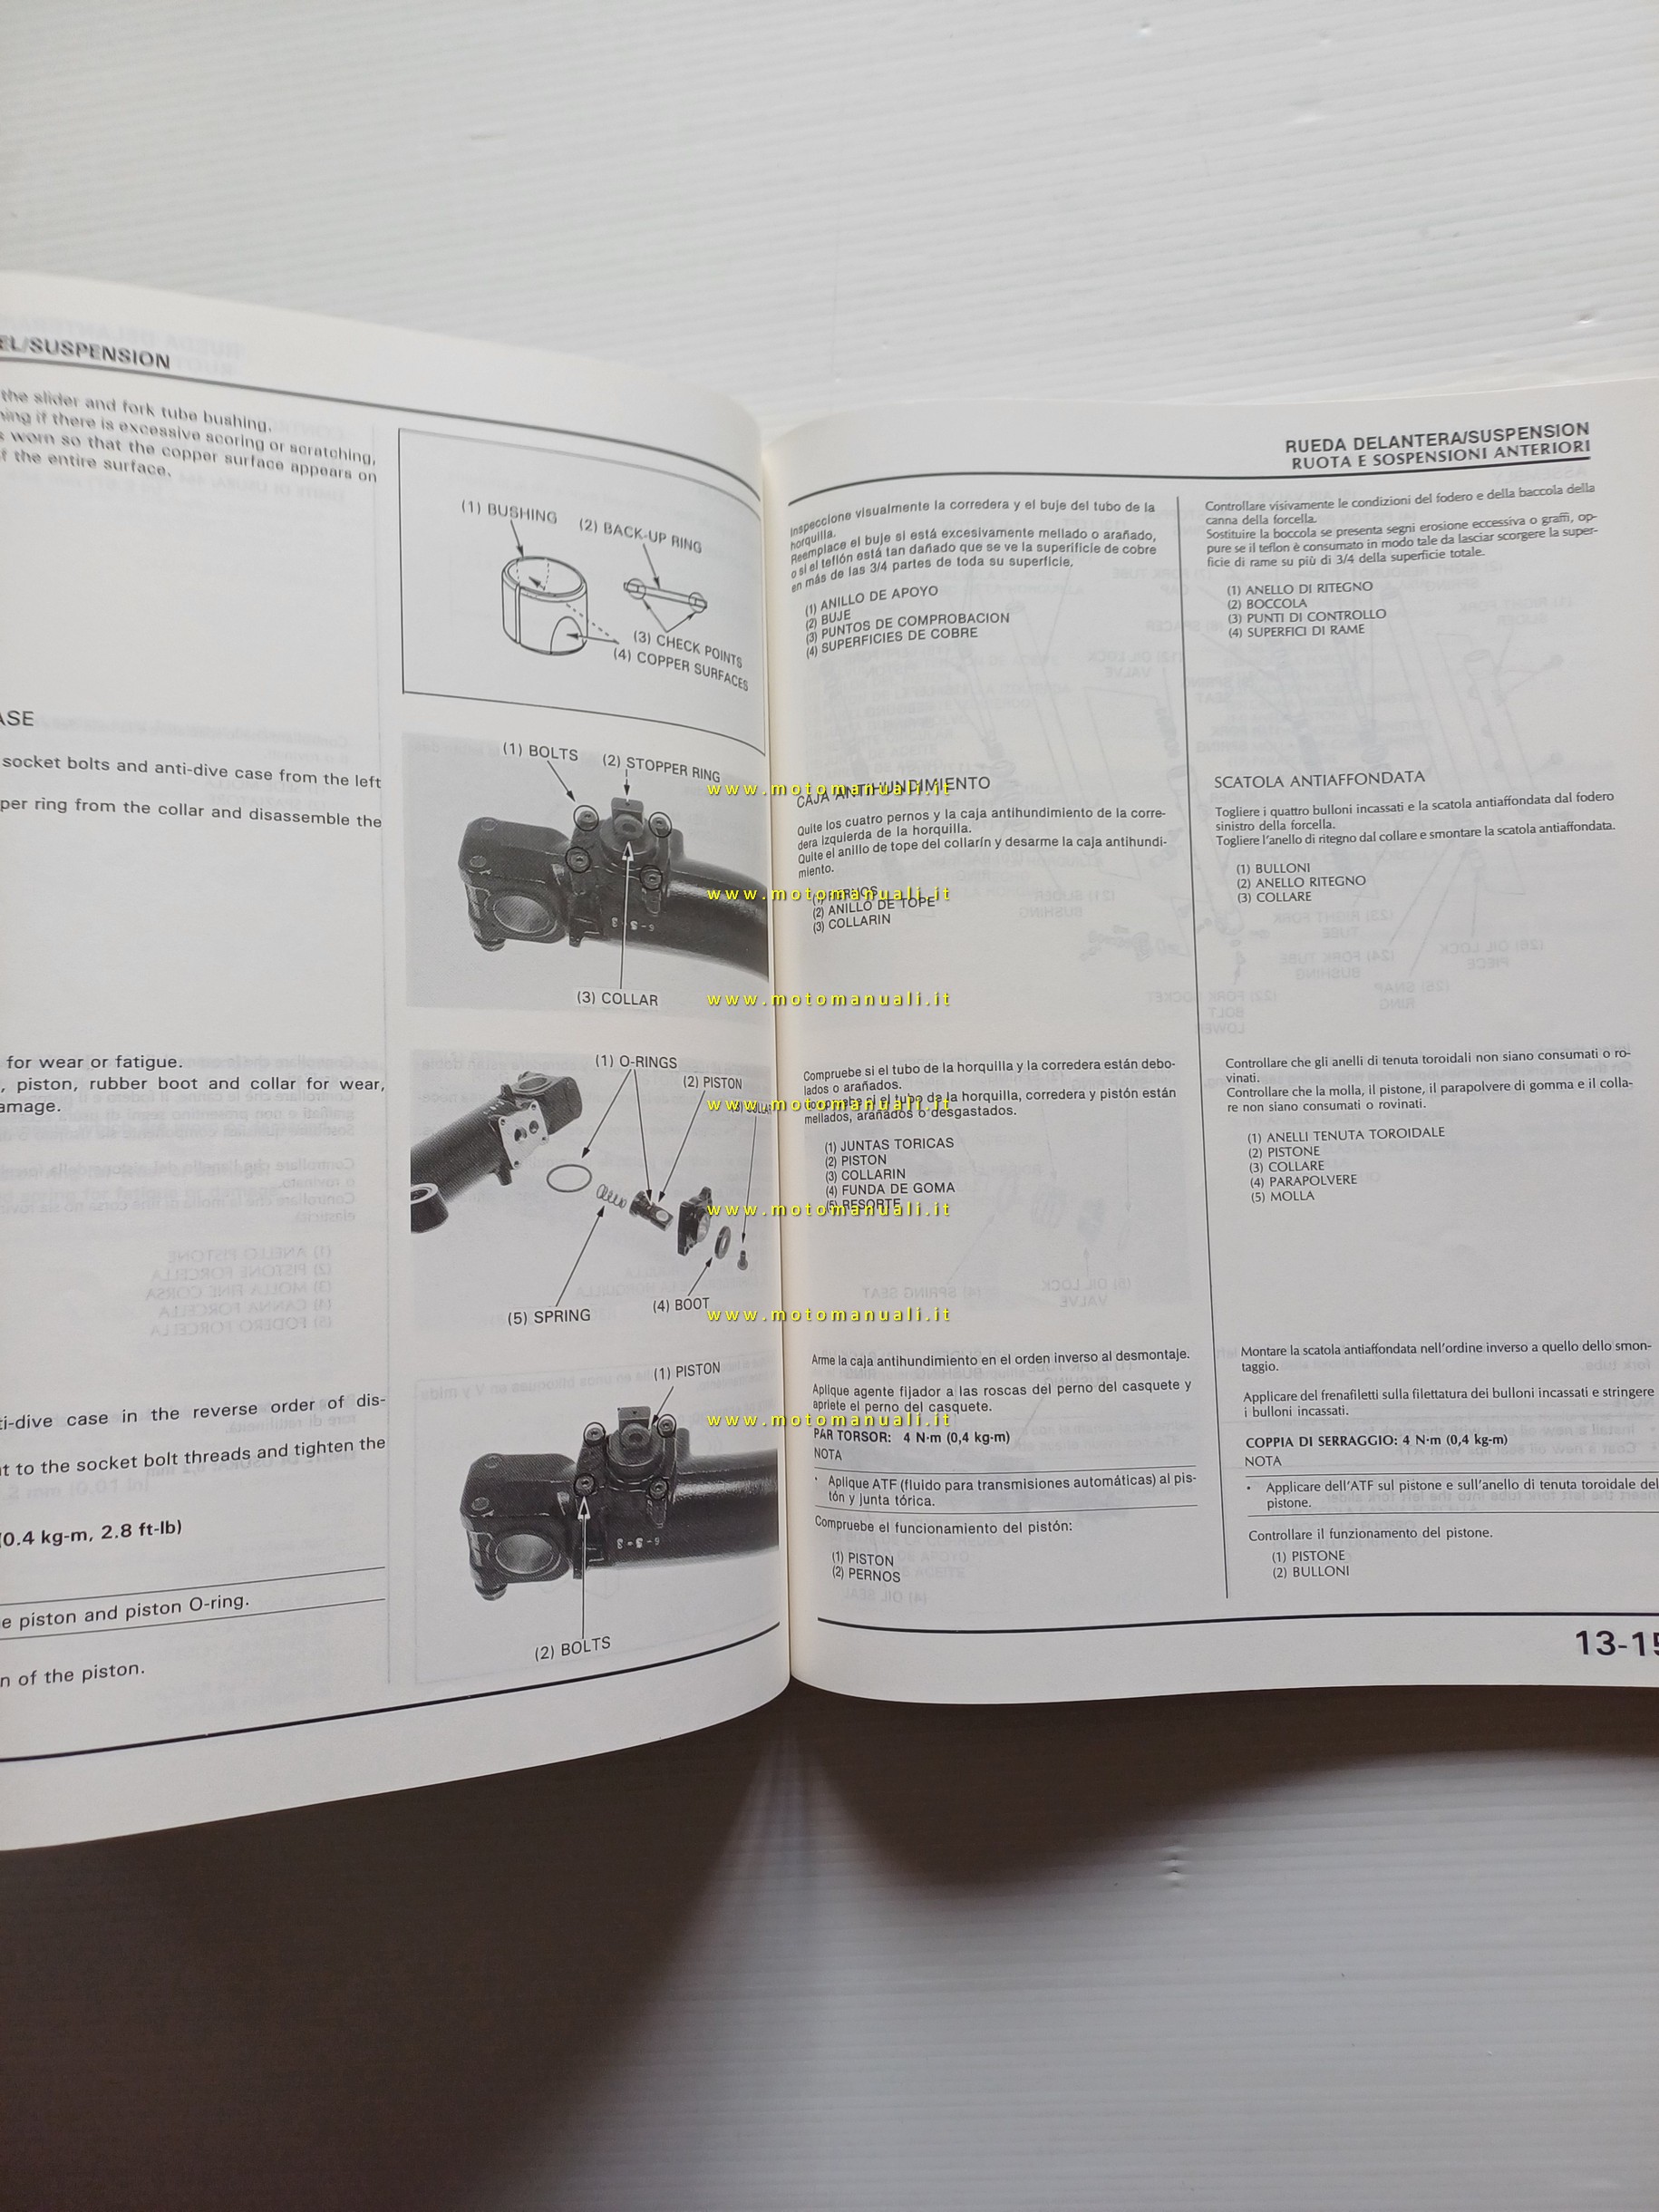 EL/SUSPENSION
the slider and fork tube bushing.
ing if there is excessive scoring or scratching,
s worn so that the copper surface appears on
f the entire surface.
(1) BUSHING
(2) BACK-UP RING
(3) CHECK POINTS
(4) COPPER SURFACES
ASE
socket bolts and anti-dive case from the left
per ring from the collar and disassemble the
(1) BOLTS
(2) STOPPER RING
(3) COLLAR
for wear or fatigue.
, piston, rubber boot and collar for wear,
amage.
(1) O-RINGS
(2) PISTON
(4) BOOT
(5) SPRING
ti-dive case in the reverse order of dis-
t to the socket bolt threads and tighten the
(0.4 kg-m, 2.8 ft-lb)
e piston and piston O-ring.
n of the piston.
(1) PISTON
(2) BOLTS
RUEDA DELANTERA/SUSPENSION
RUOTA E SOSPENSIONI ANTERIORI
Inspeccione visualmente la corredera y el buje del tubo de la
horquilla.
Reemplace el buje si está excesivamente mellado o arañado,
o si el teflón está tan dañado que se ve la superificie de cobre
en más de las 3/4 partes de toda su superficie.
(1) ANILLO DE APOYO
(2) BUJE
(3) PUNTOS DE COMPROBACION
(4) SUPERFICIES DE COBRE
CAJA ANTIHUNDIMIENTO
Quite los cuatro pernos y la caja antihundimiento de la corre-
dera izquierda de la horquilla.
Quite el anillo de tope del collarín y desarme la caja antihundi-
miento.
(1) PERNOS
(2) ANILLO DE TOPE
(3) COLLARIN
Compruebe si el tubo de la horquilla y la corredera están debo-
lados o arañados.
si el tubo de la horquilla, corredera y pistón están
mellados, arañados o desgastados.
(1) JUNTAS TORICAS
(2) PISTON
(3) COLLARIN
(4) FUNDA DE GOMA
(5) RESORTE
Arme la caja antihundimiento en el orden inverso al desmontaje.
Aplique agente fijador a las roscas del perno del casquete y
apriete el perno del casquete.
PAR TORSOR: 4 N·m (0,4 kg-m)
NOTA
• Aplique ATF (fluido para transmisiones automáticas) al pis-
tón y junta tórica.
Compruebe el funcionamiento del pistón:
(1) PISTON
(2) PERNOS
Controllare visivamente le condizioni del fodero e della baccola della
canna della forcella.
Sostituire la boccola se presenta segni erosione eccessiva o graffi, op-
pure se il teflon è consumato in modo tale da lasciar scorgere la super-
ficie di rame su più di 3/4 della superficie totale.
(1) ANELLO DI RITEGNO
(2) BOCCOLA
(3) PUNTI DI CONTROLLO
(4) SUPERFICI DI RAME
SCATOLA ANTIAFFONDATA
Togliere i quattro bulloni incassati e la scatola antiaffondata dal fodero
sinistro della forcella.
Togliere l'anello di ritegno dal collare e smontare la scatola antiaffondata.
(1) BULLONI
(2) ANELLO RITEGNO
(3) COLLARE
Controllare che gli anelli di tenuta toroidali non siano consumati o ro-
vinati.
Controllare che la molla, il pistone, il parapolvere di gomma e il colla-
re non siano consumati o rovinati.
(1) ANELLI TENUTA TOROIDALE
(2) PISTONE
(3) COLLARE
(4) PARAPOLVERE
(5) MOLLA
Montare la scatola antiaffondata nell'ordine inverso a quello dello smon-
taggio.
Applicare del frenafiletti sulla filettatura dei bulloni incassati e stringere
i bulloni incassati.
COPPIA DI SERRAGGIO: 4 N·m (0,4 kg-m)
NOTA
• Applicare dell'ATF sul pistone e sull'anello di tenuta toroidale del
pistone.
Controllare il funzionamento del pistone.
(1) PISTONE
(2) BULLONI
13-15
www.motomanuali.it
www.motomanuali.it
www.motomanuali.it
www.motomanuali.it
www.motomanuali.it
www.motomanuali.it
www.motomanuali.it